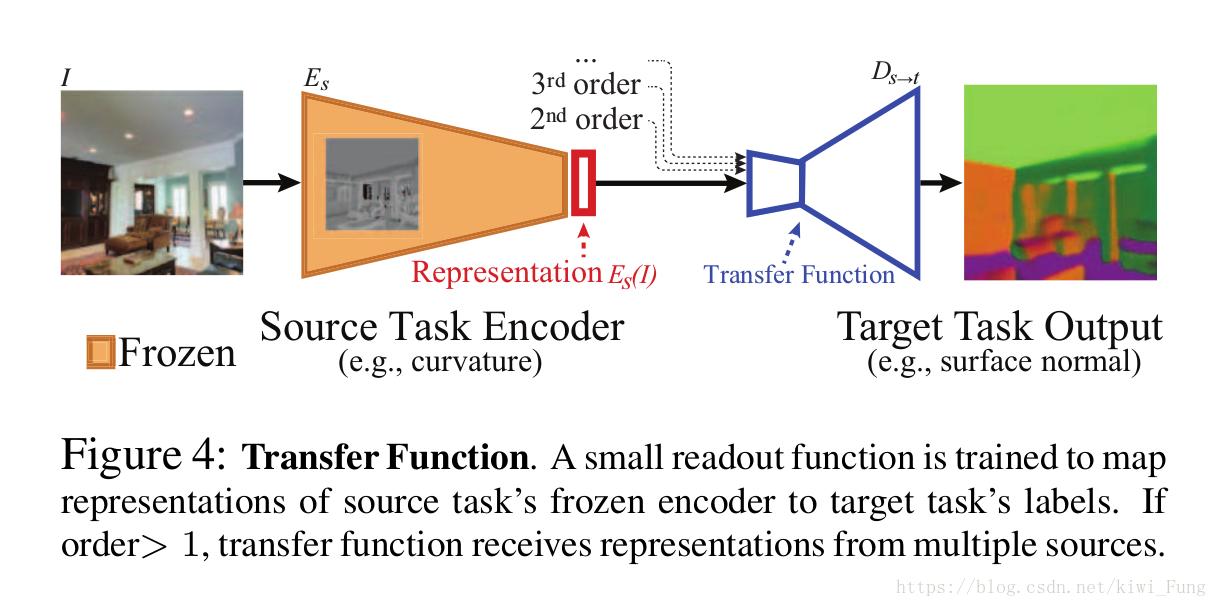 I
E_s
...
3rd order
2nd order
D_{s→t}
Representation E_s(I)
Transfer Function
Source Task Encoder
(e.g., curvature)
Target Task Output
(e.g., surface normal)
Frozen
Figure 4: Transfer Function. A small readout function is trained to map
representations of source task's frozen encoder to target task's labels. If
order> 1, transfer function receives representations from multiple sources.
https://blog.csdn.net/kiwi_Fung